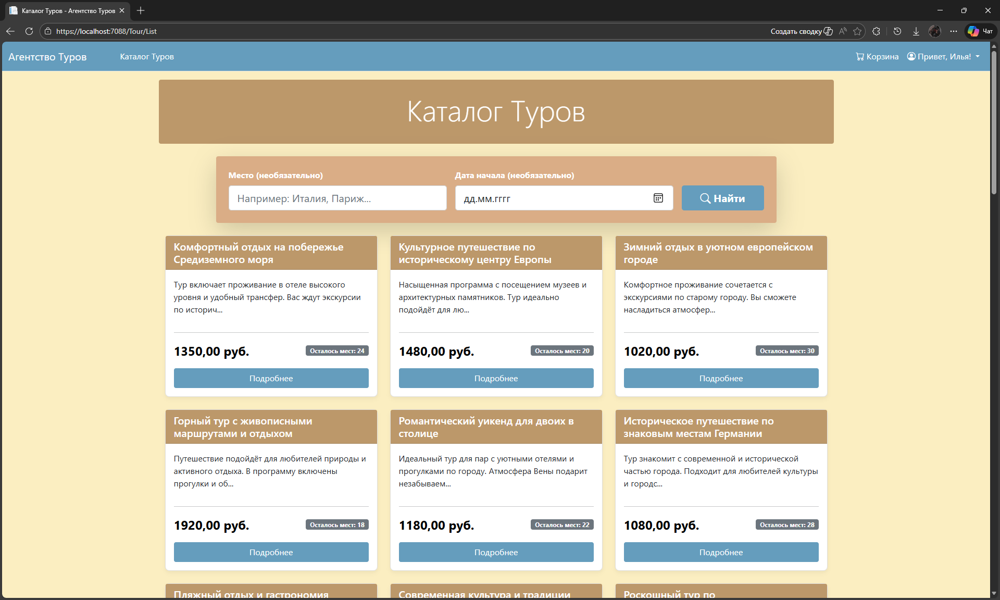 Каталог Туров - Агентство Туров
https://localhost:7088/Tour/List
Создать сводку
Чат
Агентство Туров
Каталог Туров
Корзина
Привет, Илья!
Каталог Туров
Место (необязательно)
Дата начала (необязательно)
Например: Италия, Париж...
дд.мм.гггг
Найти
Комфортный отдых на побережье
Средиземного моря
Тур включает проживание в отеле высокого
уровня и удобный трансфер. Вас ждут экскурсии
по историч...
1350,00 руб.
Осталось мест: 24
Подробнее
Культурное путешествие по
историческому центру Европы
Насыщенная программа с посещением музеев и
архитектурных памятников. Тур идеально
подойдёт для лю...
1480,00 руб.
Осталось мест: 20
Подробнее
Зимний отдых в уютном европейском
городе
Комфортное проживание сочетается с
экскурсиями по старому городу. Вы сможете
насладиться атмосфер...
1020,00 руб.
Осталось мест: 30
Подробнее
Горный тур с живописными
маршрутами и отдыхом
Путешествие подойдёт для любителей природы и
активного отдыха. В программу включены
прогулки и об...
1920,00 руб.
Осталось мест: 18
Подробнее
Романтический уикенд для двоих в
столице
Идеальный тур для пар с уютными отелями и
прогулками по городу. Атмосфера Вены подарит
незабываем...
1180,00 руб.
Осталось мест: 22
Подробнее
Историческое путешествие по
знаковым местам Германии
Тур знакомит с современной и исторической
частью города. Подходит для любителей культуры
и городс...
1080,00 руб.
Осталось мест: 28
Подробнее
Пляжный отдых и гастрономия
Современная культура и традиции
Роскошный тур по